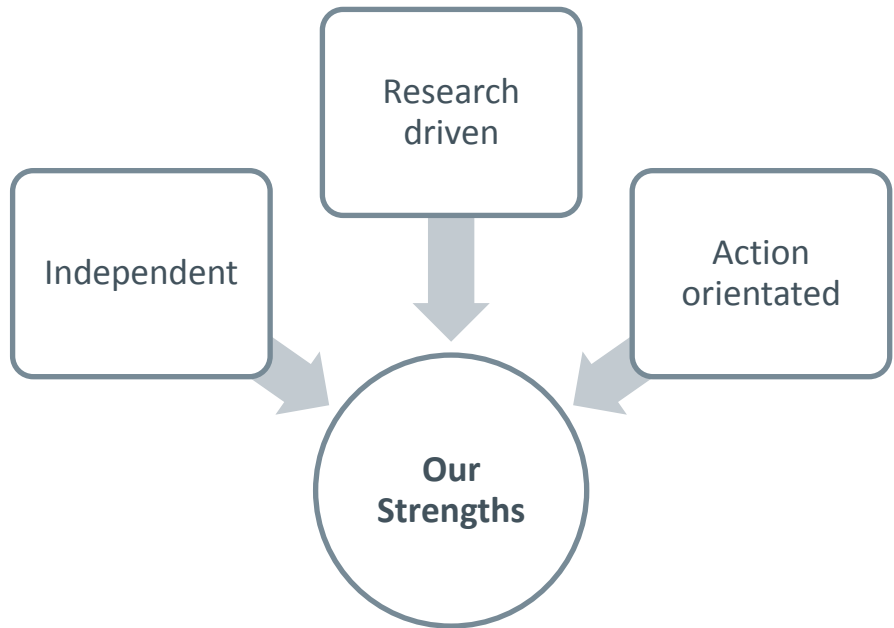 Research
driven
Independent
Action
orientated
Our
Strengths